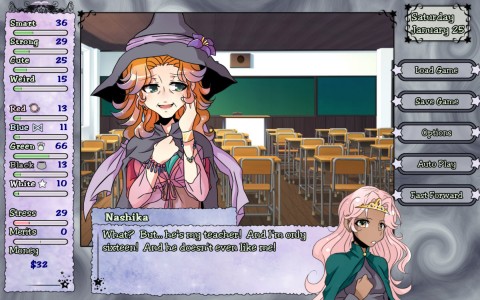 Smart 36
Strong 29
Cute 25
Weird 15
Red 13
Blue 11
Green 66
Black 13
White 10
Stress 29
Merits 0
Money
$32
Saturday
January 25
Load Game
Save Game
Options
Auto Play
Fast Forward
Nashika
What? But... he's my teacher! And I'm only
sixteen! And he doesn't even like me!